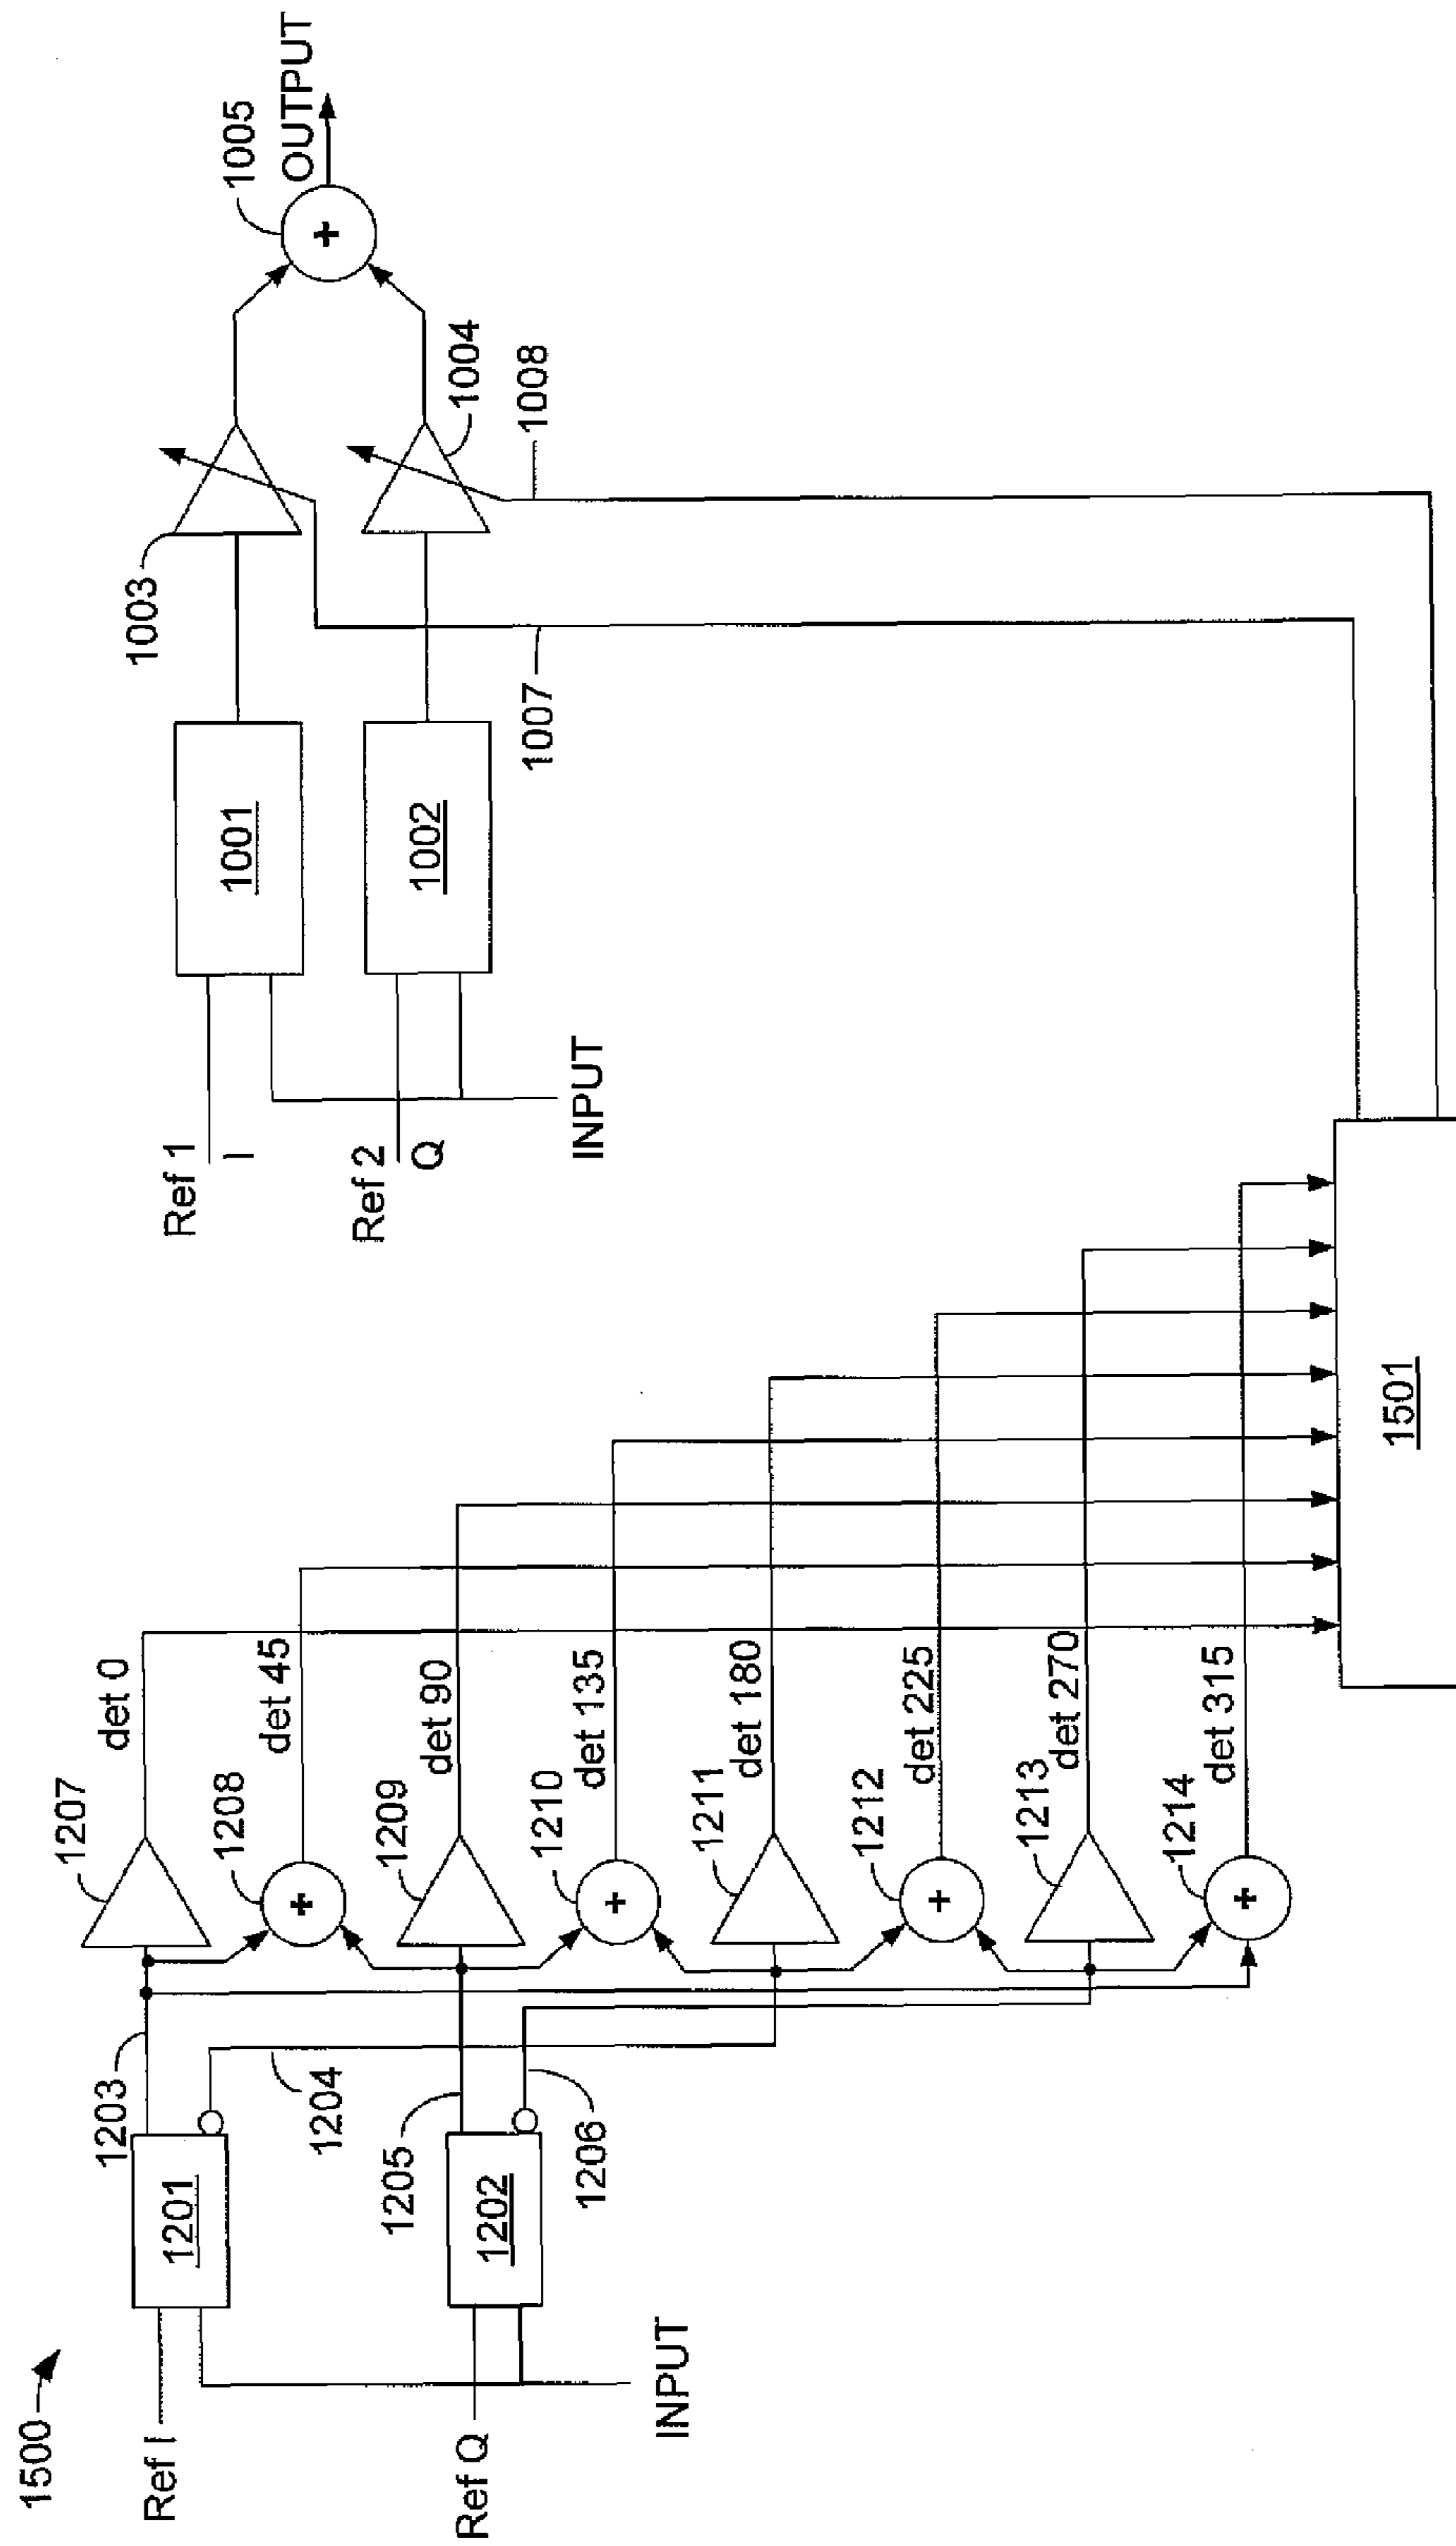 1500
Ref I
Ref Q
INPUT
1201
1202
1203
1204
1205
1206
1207
1208
1209
1210
1211
1212
1213
1214
det 0
det 45
det 90
det 135
det 180
det 225
det 270
det 315
1501
Ref 1
I
Ref 2
Q
INPUT
1001
1002
1003
1004
1007
1008
+
+
+
+
+
1005
OUTPUT